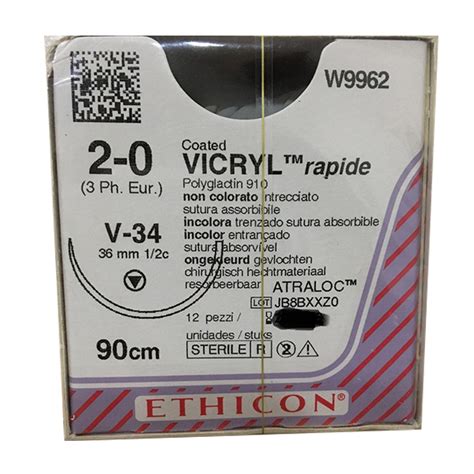 W9962
2-0
(3 Ph. Eur.)
Coated
VICRYL™ rapide
Polyglactin 910
non colorato intrecciato
sutura assorbibile
incolora trenzado sutura absorbible
incolor entrançado
sutura absorvível
ongekleurd gevlochten
chirurgisch hechtmateriaal
resorbeerbaar
V-34
36 mm 1/2c
ATRALOC™
LOT JB8BXXZ0
12 pezzi /
unidades / stuks
90cm
STERILE R
ETHICON®